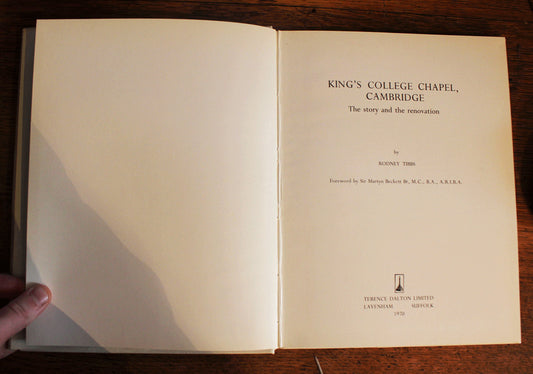 KING'S COLLEGE CHAPEL,
CAMBRIDGE
The story and the renovation
by
RODNEY TIBBS
Foreword by Sir Martyn Beckett Bt, M.C., B.A., A.R.I.B.A.
TERENCE DALTON LIMITED
LAVENHAM SUFFOLK
1970